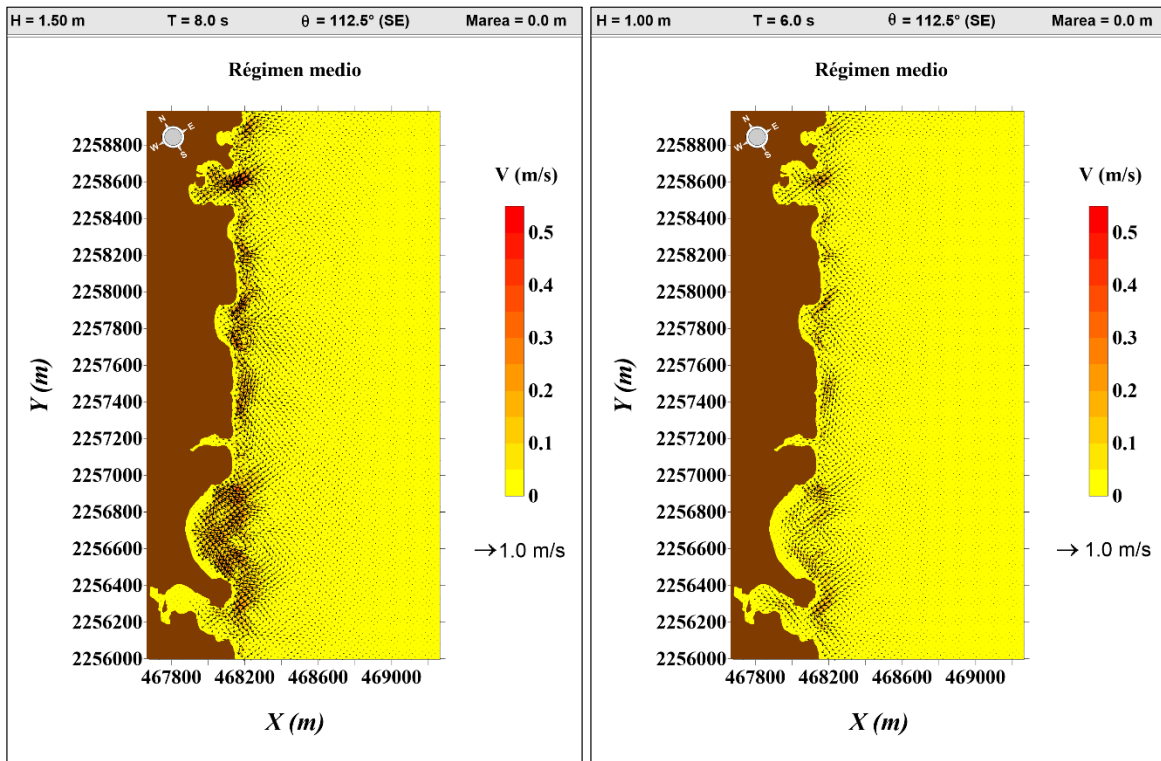 H = 1.50 m T = 8.0 s θ = 112.5° (SE) Marea = 0.0 m
Régimen medio
N
E
W
S
2258800
2258600
2258400
2258200
2258000
2257800
2257600
2257400
2257200
2257000
2256800
2256600
2256400
2256200
2256000
Y (m)
467800 468200 468600 469000
X (m)
V (m/s)
0.5
0.4
0.3
0.2
0.1
0
→1.0 m/s
H = 1.00 m T = 6.0 s θ = 112.5° (SE) Marea = 0.0 m
Régimen medio
N
E
W
S
2258800
2258600
2258400
2258200
2258000
2257800
2257600
2257400
2257200
2257000
2256800
2256600
2256400
2256200
2256000
Y (m)
467800 468200 468600 469000
X (m)
V (m/s)
0.5
0.4
0.3
0.2
0.1
0
→1.0 m/s